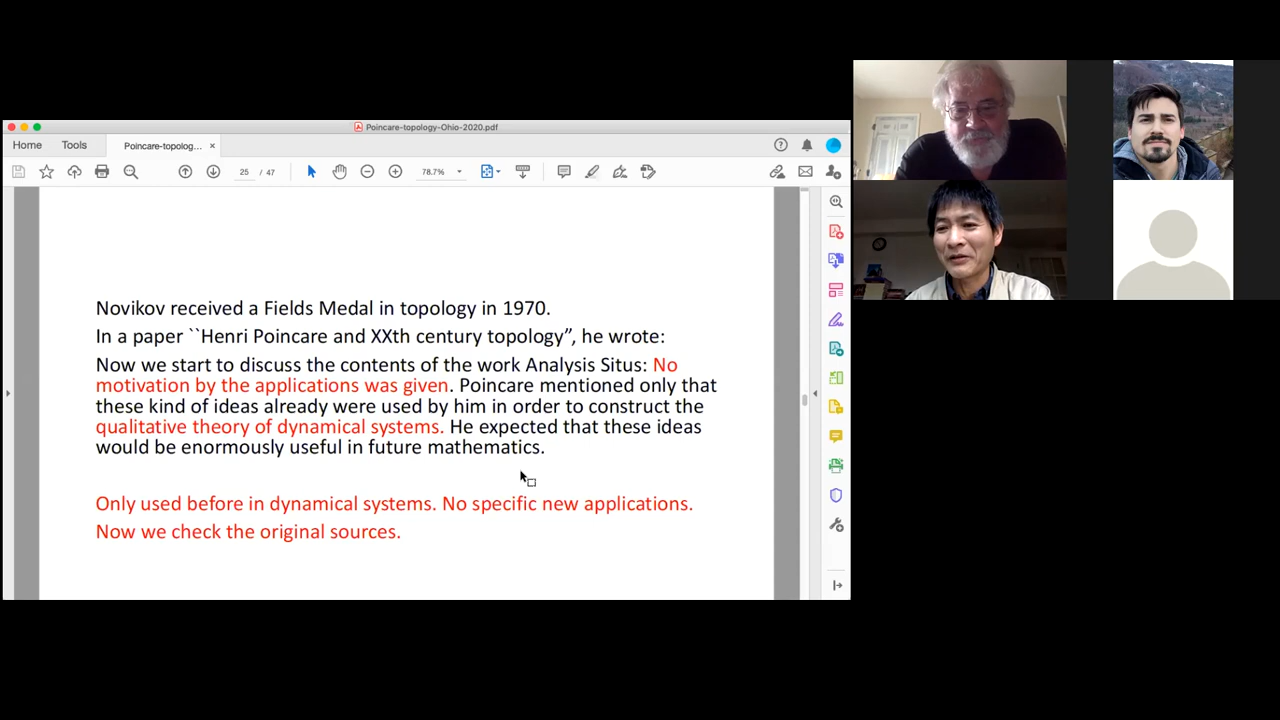 Poincare-topology-Ohio-2020.pdf
Home Tools Poincare-topolog... ×
25 / 47 78.7%
Novikov received a Fields Medal in topology in 1970.
In a paper ``Henri Poincare and XXth century topology”, he wrote:
Now we start to discuss the contents of the work Analysis Situs: No
motivation by the applications was given. Poincare mentioned only that
these kind of ideas already were used by him in order to construct the
qualitative theory of dynamical systems. He expected that these ideas
would be enormously useful in future mathematics.
Only used before in dynamical systems. No specific new applications.
Now we check the original sources.